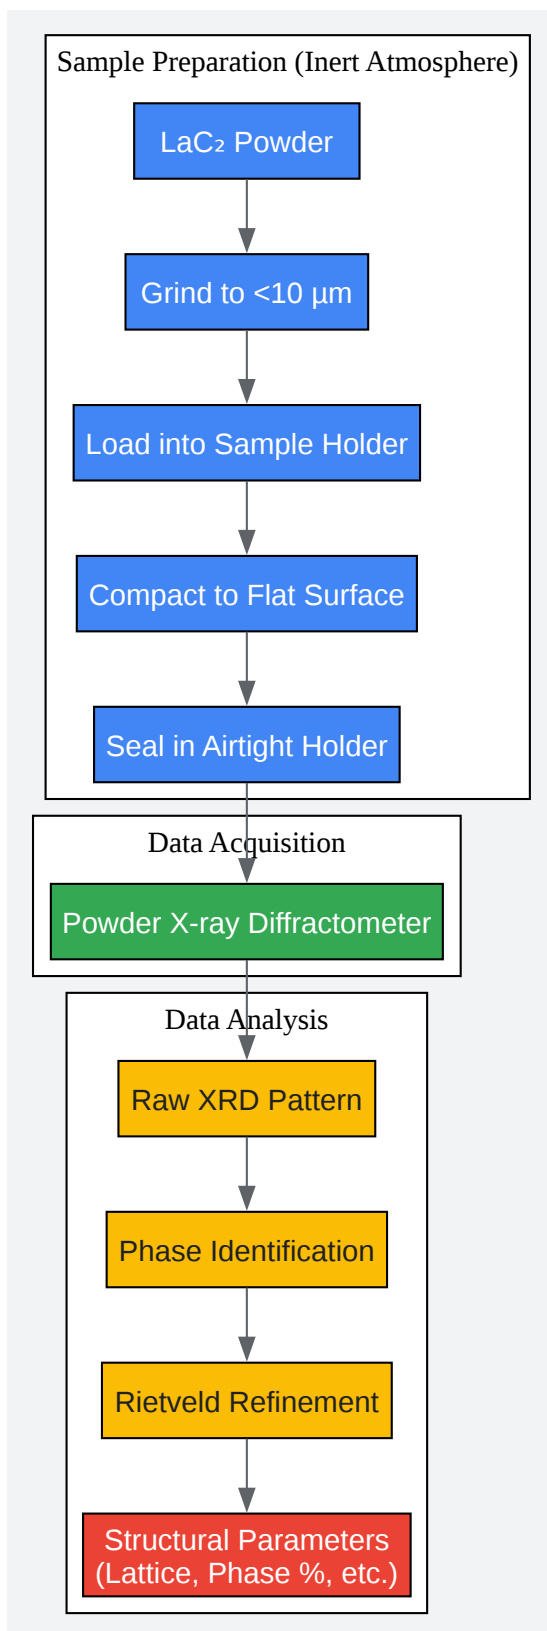 Sample Preparation (Inert Atmosphere)
LaC₂ Powder
Grind to <10 µm
Load into Sample Holder
Compact to Flat Surface
Seal in Airtight Holder
Data Acquisition
Powder X-ray Diffractometer
Data Analysis
Raw XRD Pattern
Phase Identification
Rietveld Refinement
Structural Parameters
(Lattice, Phase %, etc.)